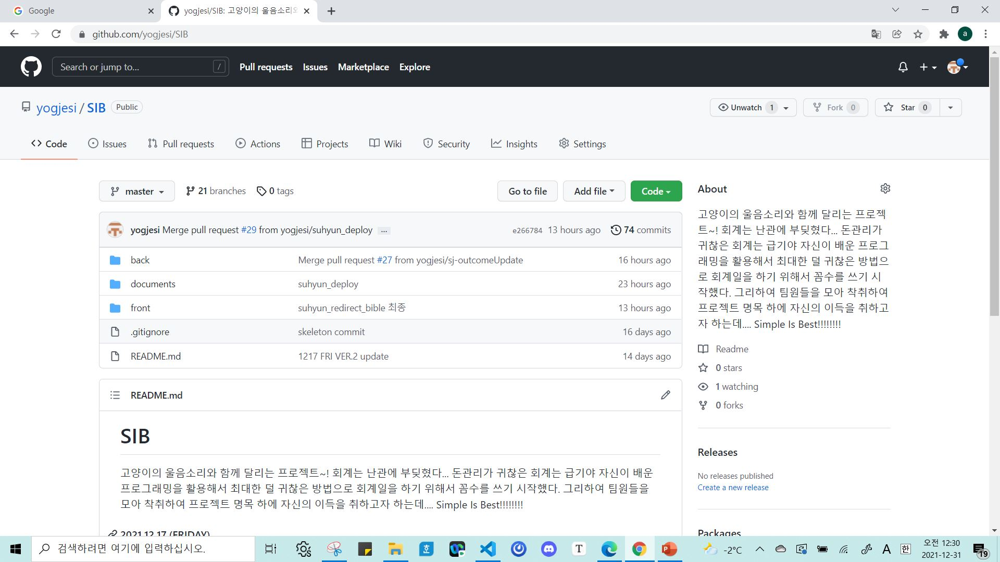 Google
yogjesi/SIB: 고양이의 울음소리와
github.com/yogjesi/SIB
a
Search or jump to... /
Pull requests Issues Marketplace Explore
yogjesi / SIB Public
Unwatch 1 Fork 0 Star 0
Code Issues Pull requests Actions Projects Wiki Security Insights Settings
master 21 branches 0 tags
Go to file Add file Code
yogjesi Merge pull request #29 from yogjesi/suhyun_deploy ... e266784 13 hours ago 74 commits
back Merge pull request #27 from yogjesi/sj-outcomeUpdate 16 hours ago
documents suhyun_deploy 23 hours ago
front suhyun_redirect_bible 최종 13 hours ago
.gitignore skeleton commit 16 days ago
README.md 1217 FRI VER.2 update 14 days ago
README.md
SIB
고양이의 울음소리와 함께 달리는 프로젝트~! 회계는 난관에 부딪혔다... 돈관리가 귀찮은 회계는 급기야 자신이 배운
프로그래밍을 활용해서 최대한 덜 귀찮은 방법으로 회계일을 하기 위해서 꼼수를 쓰기 시작했다. 그리하여 팀원들을
모아 착취하여 프로젝트 명목 하에 자신의 이득을 취하고자 하는데.... Simple Is Best!!!!!!!!
2021.12.17 (FRIDAY)
About
고양이의 울음소리와 함께 달리는 프로젝
트~! 회계는 난관에 부딪혔다... 돈관리가
귀찮은 회계는 급기야 자신이 배운 프로그
래밍을 활용해서 최대한 덜 귀찮은 방법으
로 회계일을 하기 위해서 꼼수를 쓰기 시
작했다. 그리하여 팀원들을 모아 착취하여
프로젝트 명목 하에 자신의 이득을 취하고
자 하는데.... Simple Is Best!!!!!!!!
Readme
0 stars
1 watching
0 forks
Releases
No releases published
Create a new release
Packages
검색하려면 여기에 입력하십시오.
T
-2°C
A
한
오전 12:30
2021-12-31
19